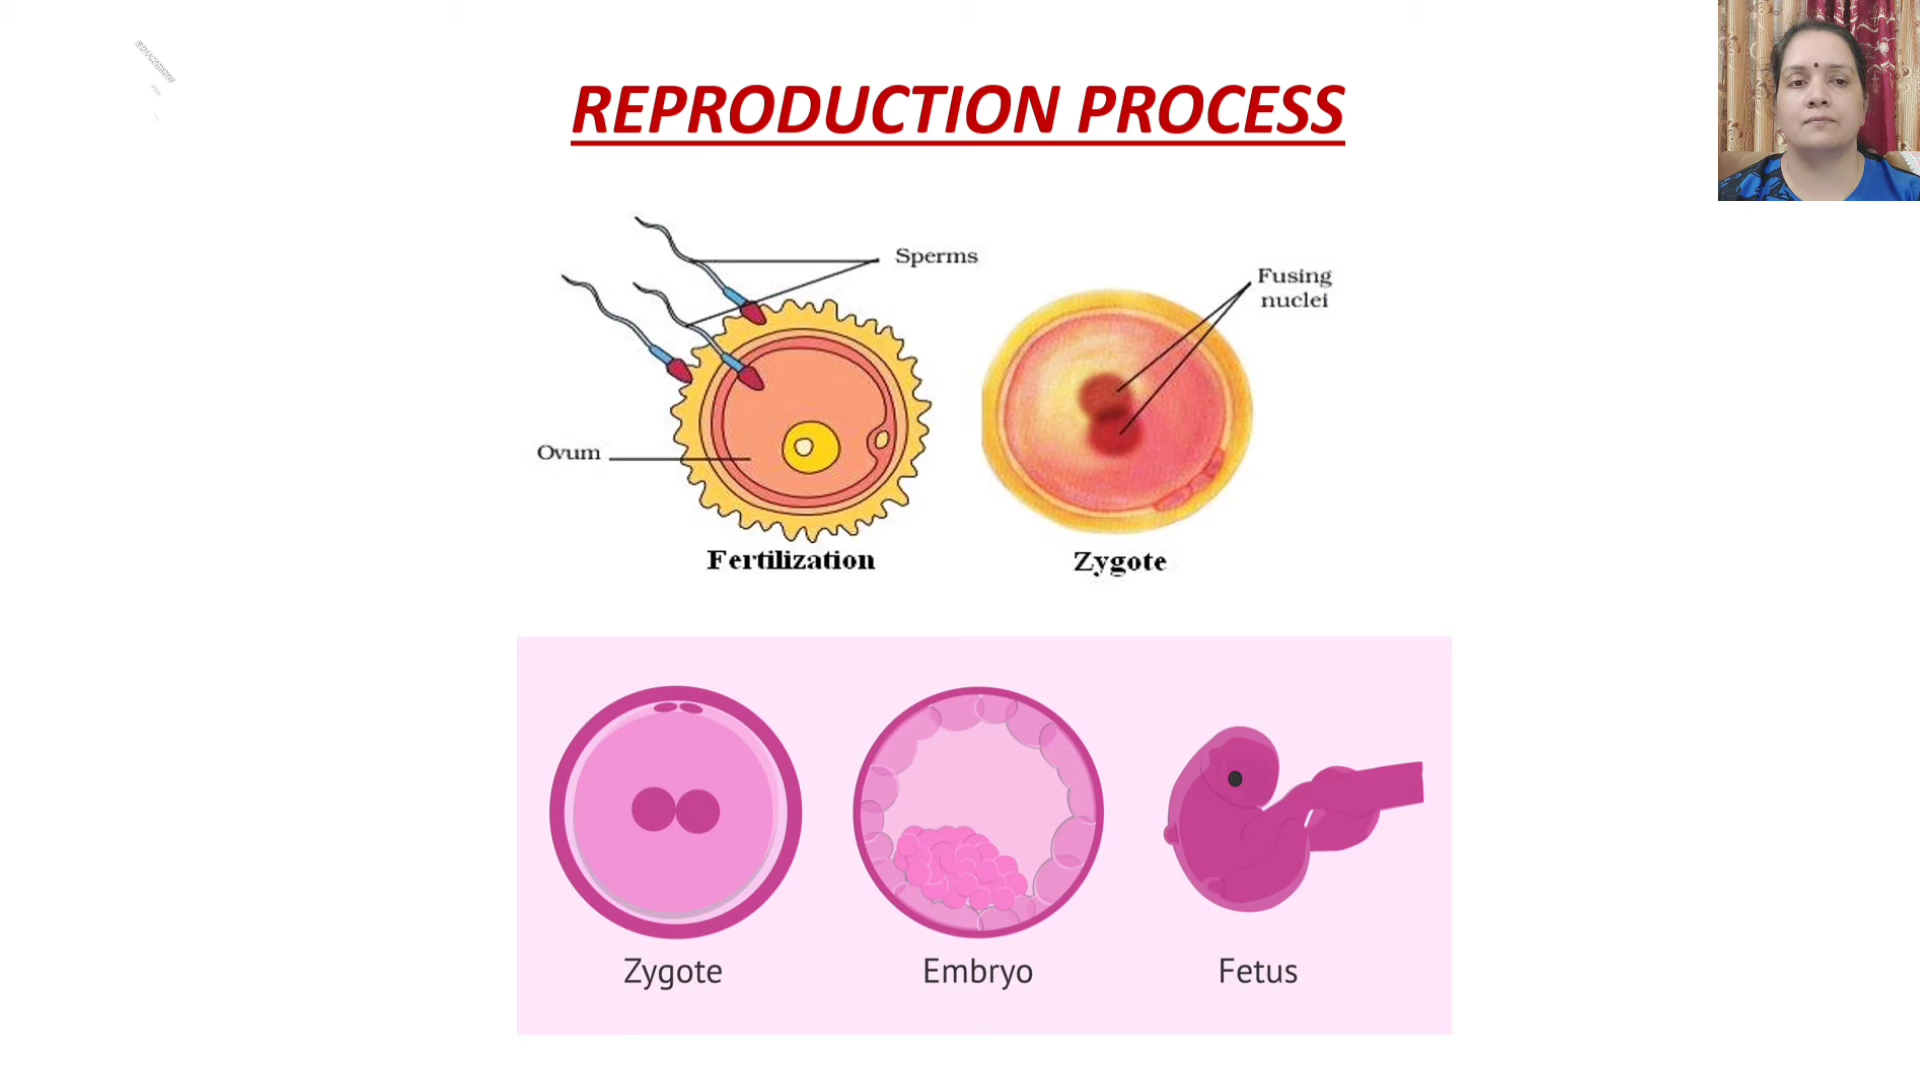 REPRODUCTION PROCESS
Sperms
Fusing
nuclei
Ovum
Fertilization
Zygote
Zygote
Embryo
Fetus